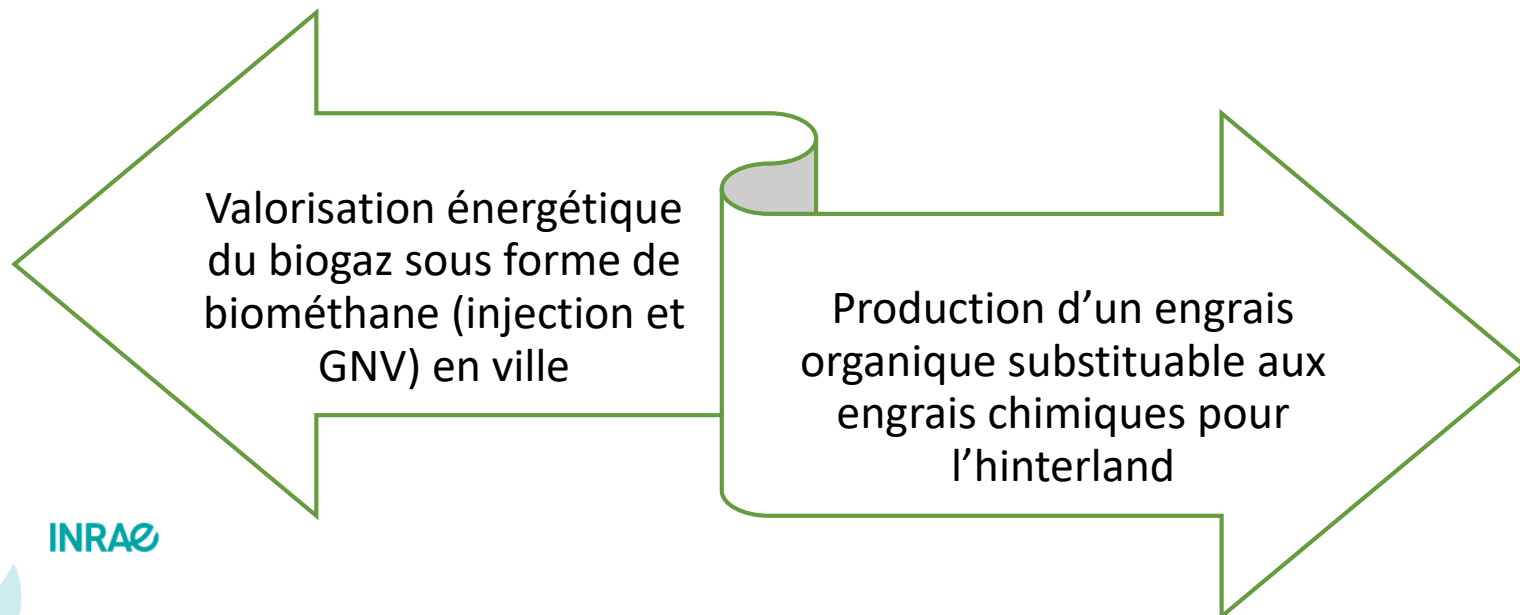 Valorisation énergétique
du biogaz sous forme de
biométhane (injection et
GNV) en ville
Production d’un engrais
organique substituable aux
engrais chimiques pour
l’hinterland
INRAE